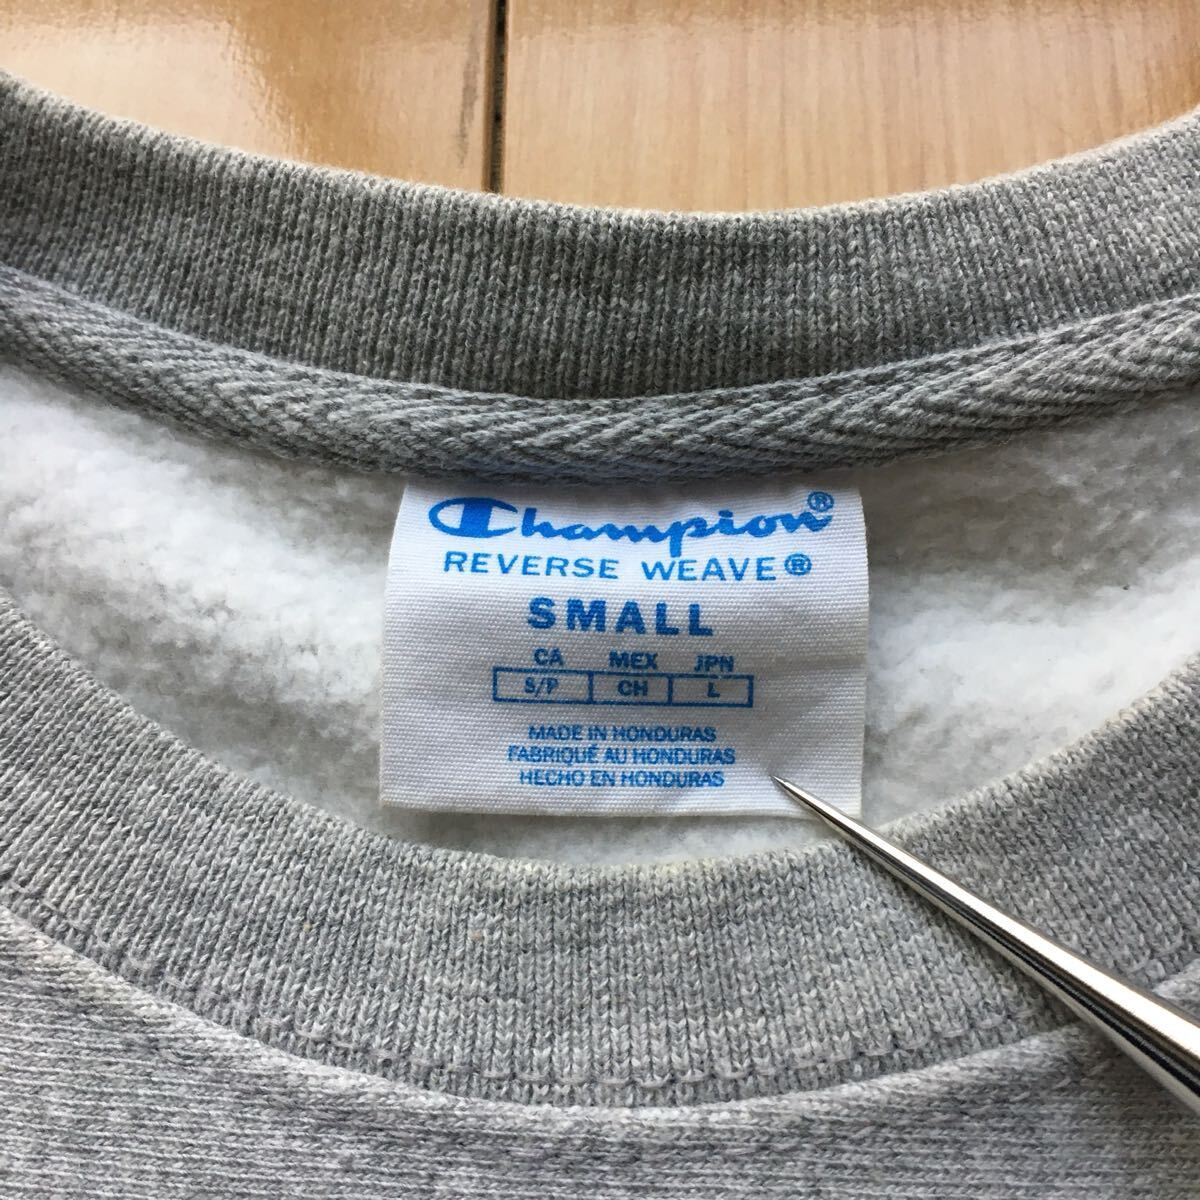 Champion®
REVERSE WEAVE®
SMALL
CA MEX JPN
S/P CH L
MADE IN HONDURAS
FABRIQUÉ AU HONDURAS
HECHO EN HONDURAS